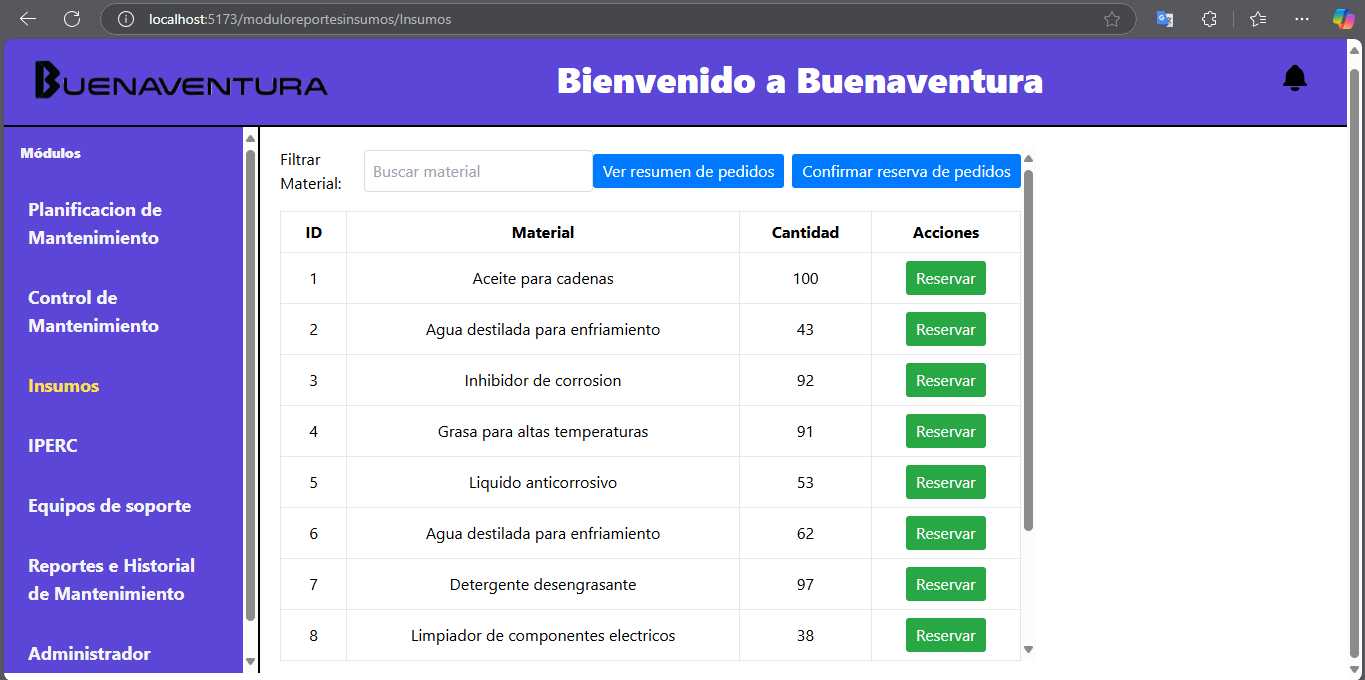 localhost:5173/moduloreportesinsumos/Insumos
BUENAVENTURA
Bienvenido a Buenaventura
Módulos
Planificacion de
Mantenimiento
Control de
Mantenimiento
Insumos
IPERC
Equipos de soporte
Reportes e Historial
de Mantenimiento
Administrador
Filtrar
Material:
Buscar material
Ver resumen de pedidos
Confirmar reserva de pedidos
ID Material Cantidad Acciones
1 Aceite para cadenas 100 Reservar
2 Agua destilada para enfriamiento 43 Reservar
3 Inhibidor de corrosion 92 Reservar
4 Grasa para altas temperaturas 91 Reservar
5 Liquido anticorrosivo 53 Reservar
6 Agua destilada para enfriamiento 62 Reservar
7 Detergente desengrasante 97 Reservar
8 Limpiador de componentes electricos 38 Reservar